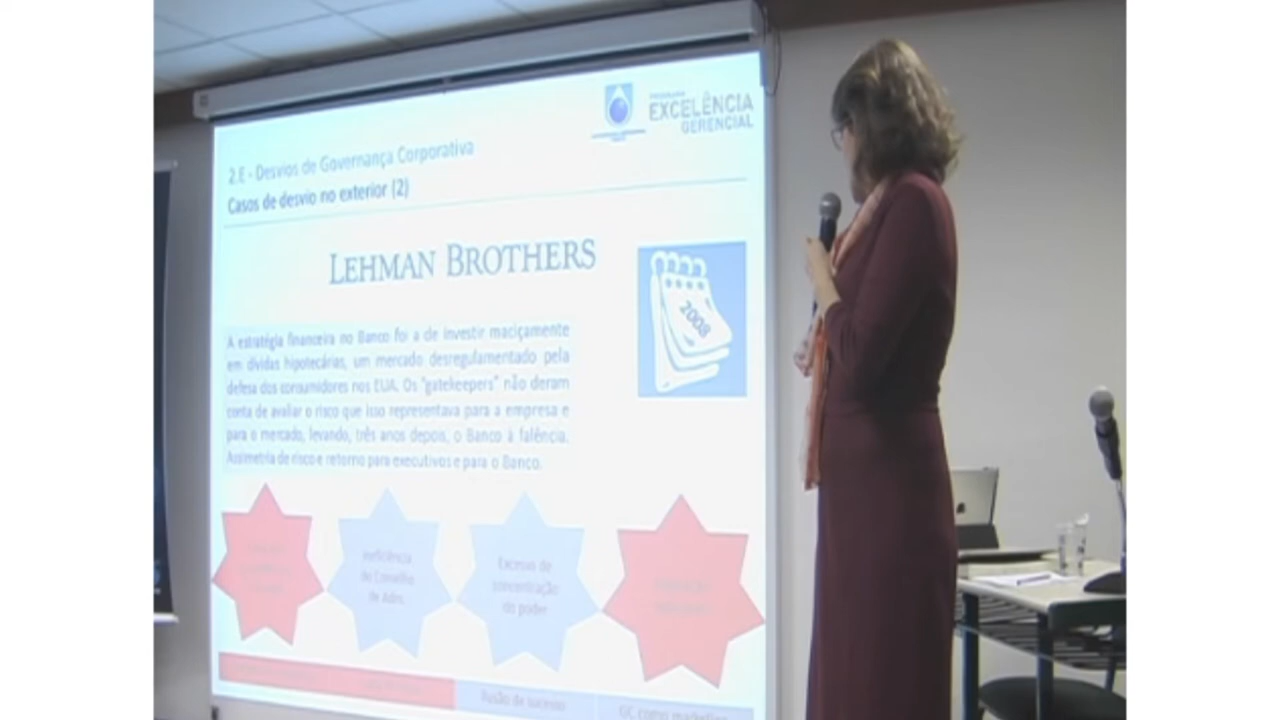 EXCELÊNCIA
GERENCIAL
2.E - Desvios de Governança Corporativa
Casos de desvio no exterior (2)
LEHMAN BROTHERS
2008
A estratégia financeira no Banco foi a de investir maciçamente
em dívidas hipotecárias, um mercado desregulamentado pela
defesa dos consumidores nos EUA. Os "gatekeepers" não deram
conta de avaliar o risco que isso representava para a empresa e
para o mercado, levando, três anos depois, o Banco à falência.
Assimetria de risco e retorno para executivos e para o Banco.
Ineficiência
do Conselho
de Adm.
Excesso de
concentração
do poder
Ilusão de sucesso
GC como marketing